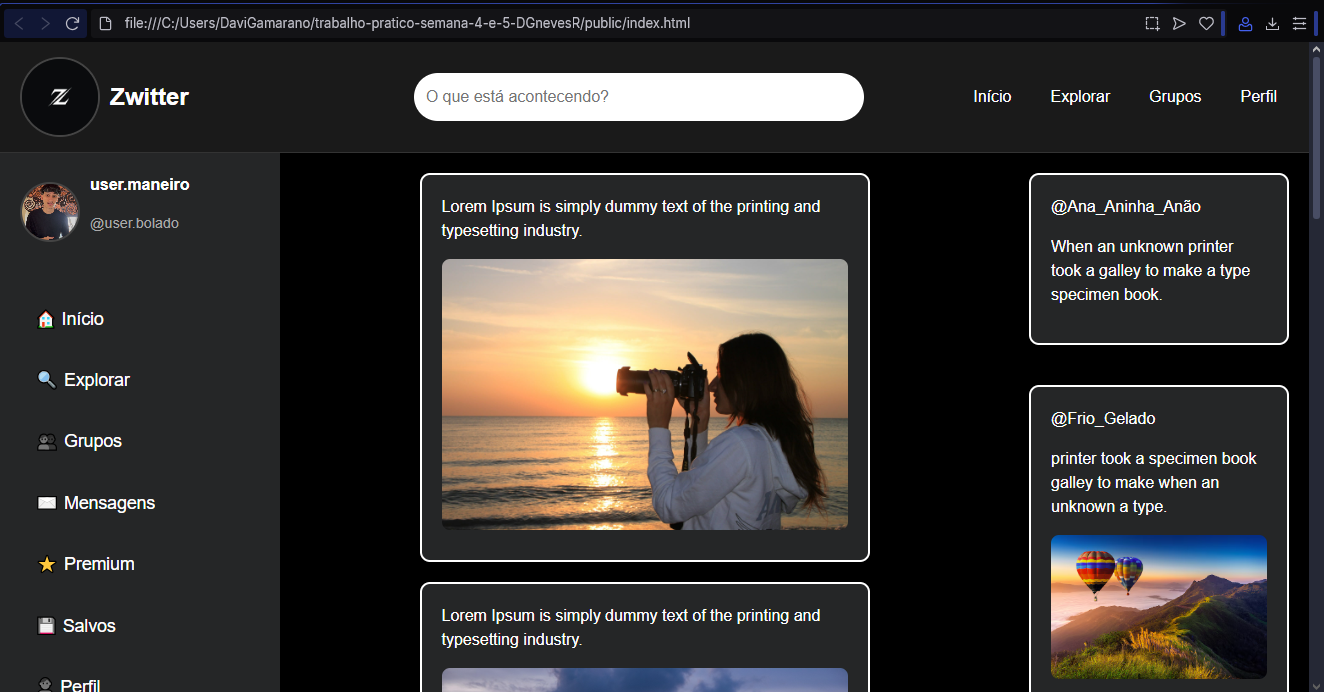 file:///C:/Users/DaviGamarano/trabalho-pratico-semana-4-e-5-DGnevesR/public/index.html
Z Zwitter
O que está acontecendo?
Início Explorar Grupos Perfil
user.maneiro
@user.bolado
Início
Explorar
Grupos
Mensagens
Premium
Salvos
Perfil
Lorem Ipsum is simply dummy text of the printing and
typesetting industry.
Lorem Ipsum is simply dummy text of the printing and
typesetting industry.
@Ana_Aninha_Anão
When an unknown printer
took a galley to make a type
specimen book.
@Frio_Gelado
printer took a specimen book
galley to make when an
unknown a type.